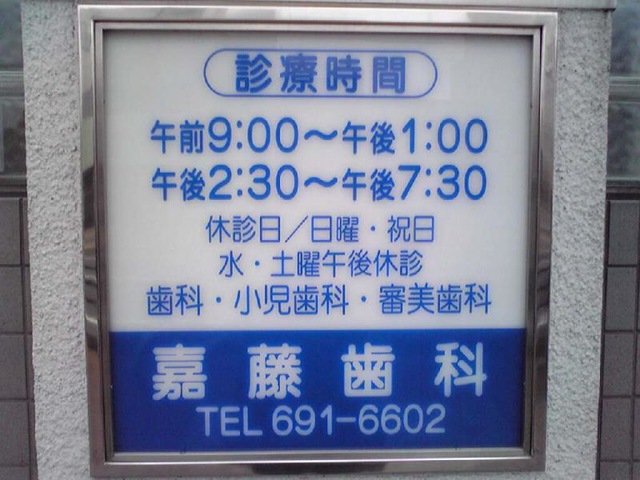 診療時間
午前9:00～午後1:00
午後2:30～午後7:30
休診日／日曜・祝日
水・土曜午後休診
歯科・小児歯科・審美歯科
嘉藤歯科
TEL 691-6602